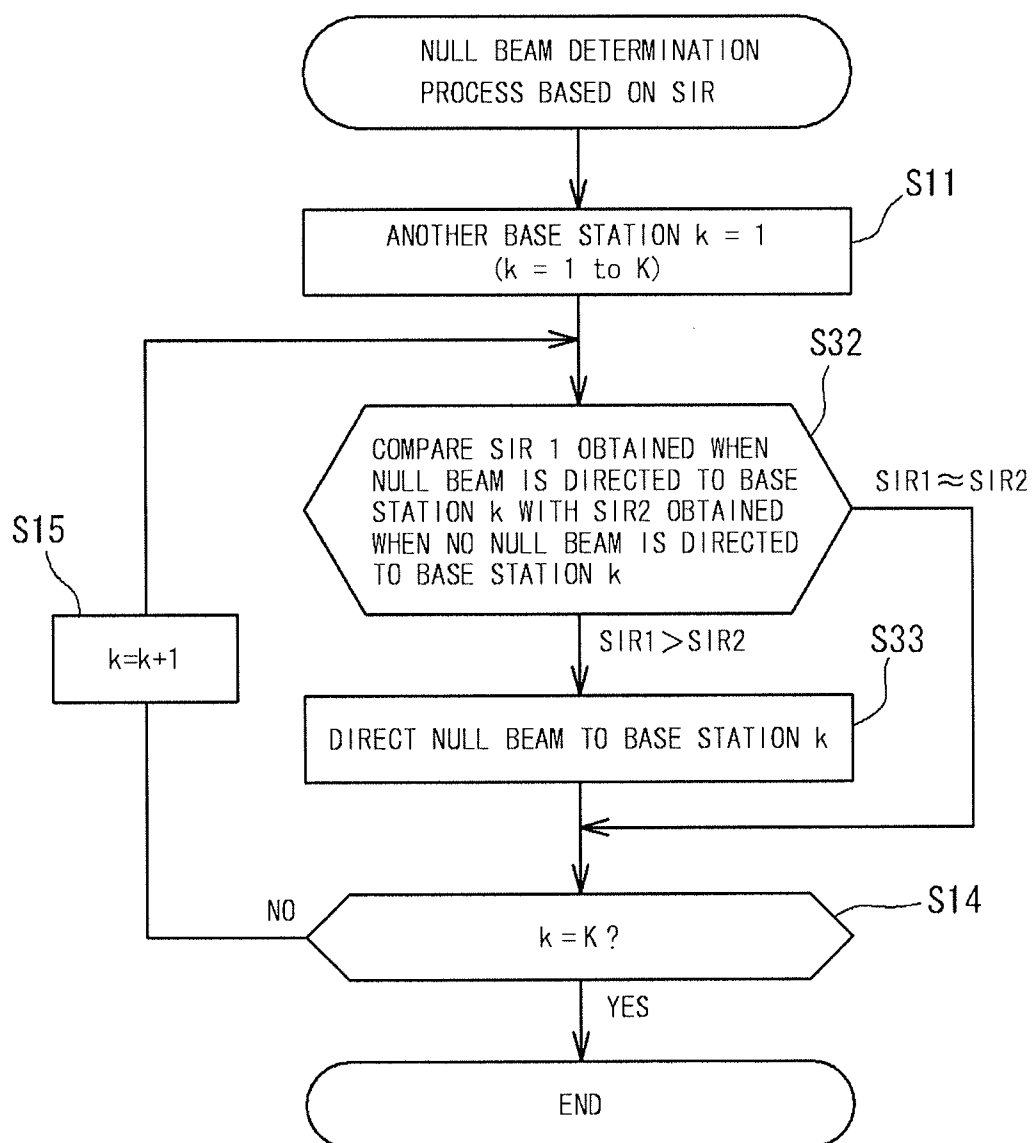 NULL BEAM DETERMINATION
PROCESS BASED ON SIR
S11
ANOTHER BASE STATION k = 1
(k = 1 to K)
S32
COMPARE SIR 1 OBTAINED WHEN
NULL BEAM IS DIRECTED TO BASE
STATION k WITH SIR2 OBTAINED
WHEN NO NULL BEAM IS DIRECTED
TO BASE STATION k
SIR1≈SIR2
S15
k=k+1
SIR1>SIR2
S33
DIRECT NULL BEAM TO BASE STATION k
NO
S14
k=K?
YES
END